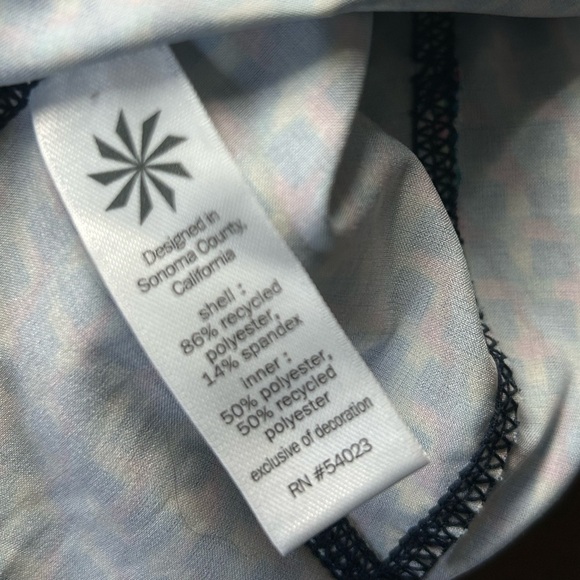 Designed in
Sonoma County,
California
shell :
86% recycled
polyester,
14% spandex
inner :
50% polyester,
50% recycled
polyester
exclusive of decoration
RN #54023